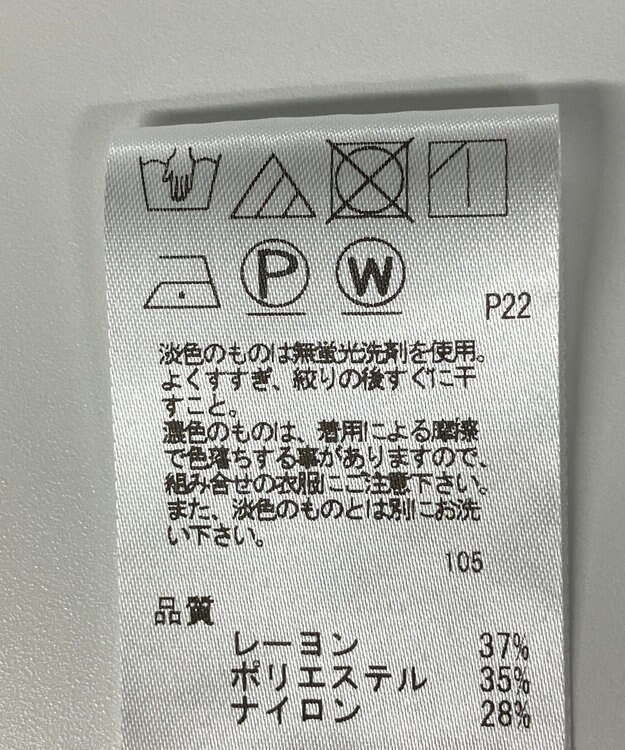 P
W
P22
淡色のものは無蛍光洗剤を使用。
よくすすぎ、絞りの後すぐに干
すこと。
濃色のものは、着用による摩擦
で色落ちする事がありますので、
組み合せの衣服にご注意下さい。
また、淡色のものとは別にお洗
い下さい。
105
品質
レーヨン 37%
ポリエステル 35%
ナイロン 28%